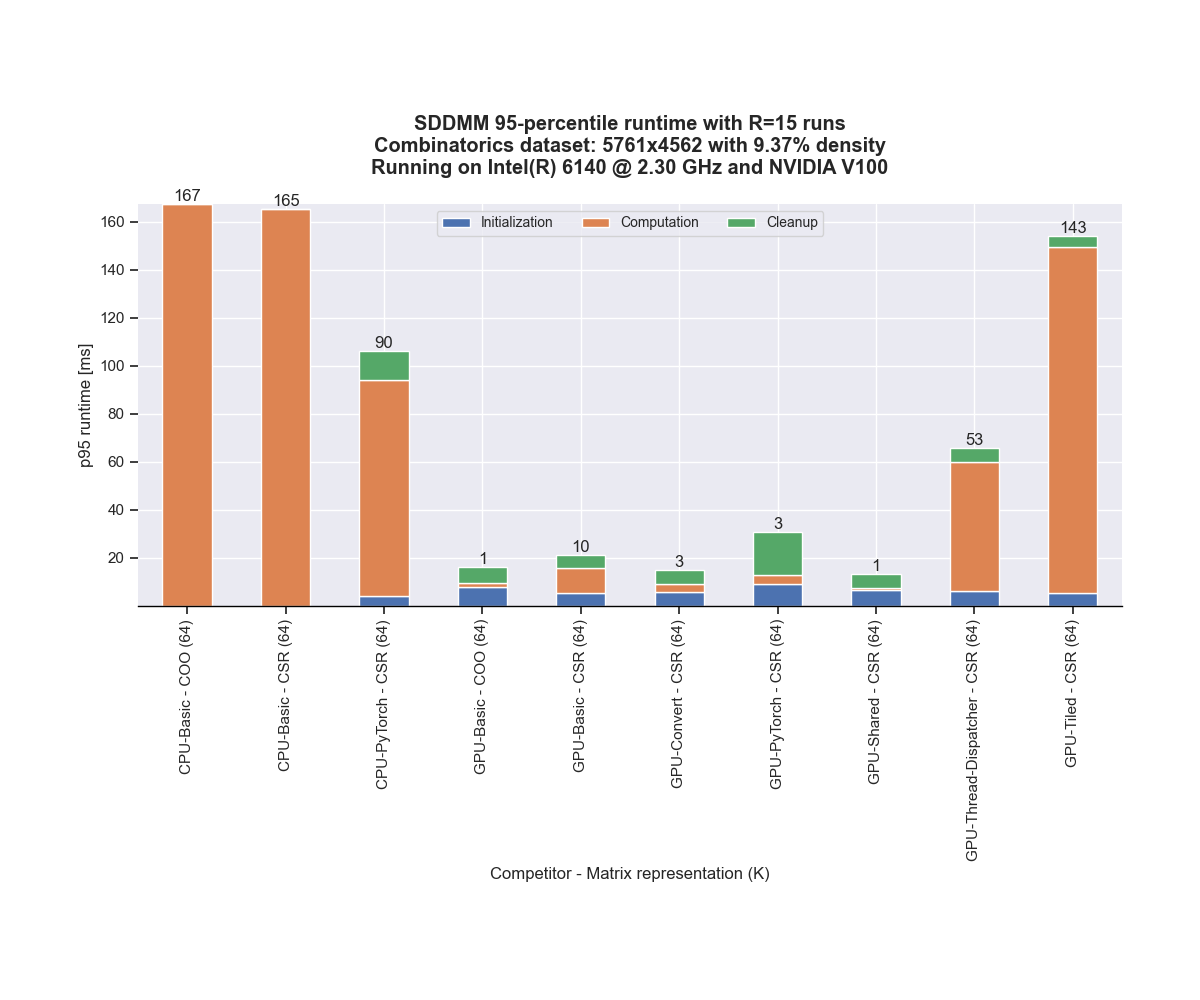 SDDMM 95-percentile runtime with R=15 runs
Combinatorics dataset: 5761x4562 with 9.37% density
Running on Intel(R) 6140 @ 2.30 GHz and NVIDIA V100
Initialization
Computation
Cleanup
167
165
90
1
10
3
3
1
53
143
p95 runtime [ms]
160
140
120
100
80
60
40
20
CPU-Basic - COO (64)
CPU-Basic - CSR (64)
CPU-PyTorch - CSR (64)
GPU-Basic - COO (64)
GPU-Basic - CSR (64)
GPU-Convert - CSR (64)
GPU-PyTorch - CSR (64)
GPU-Shared - CSR (64)
GPU-Thread-Dispatcher - CSR (64)
GPU-Tiled - CSR (64)
Competitor - Matrix representation (K)